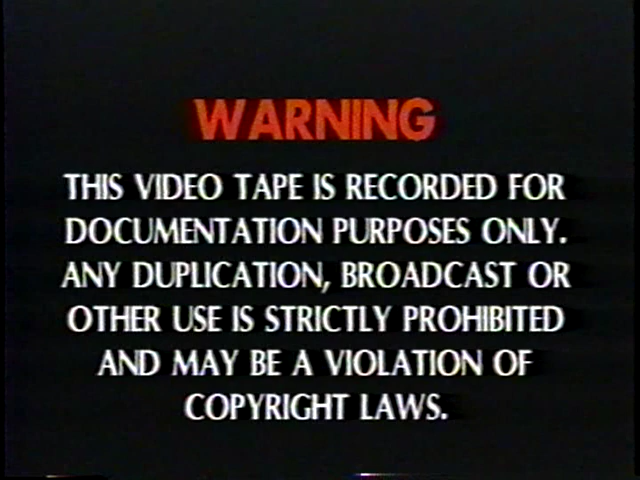 WARNING
THIS VIDEO TAPE IS RECORDED FOR
DOCUMENTATION PURPOSES ONLY.
ANY DUPLICATION, BROADCAST OR
OTHER USE IS STRICTLY PROHIBITED
AND MAY BE A VIOLATION OF
COPYRIGHT LAWS.